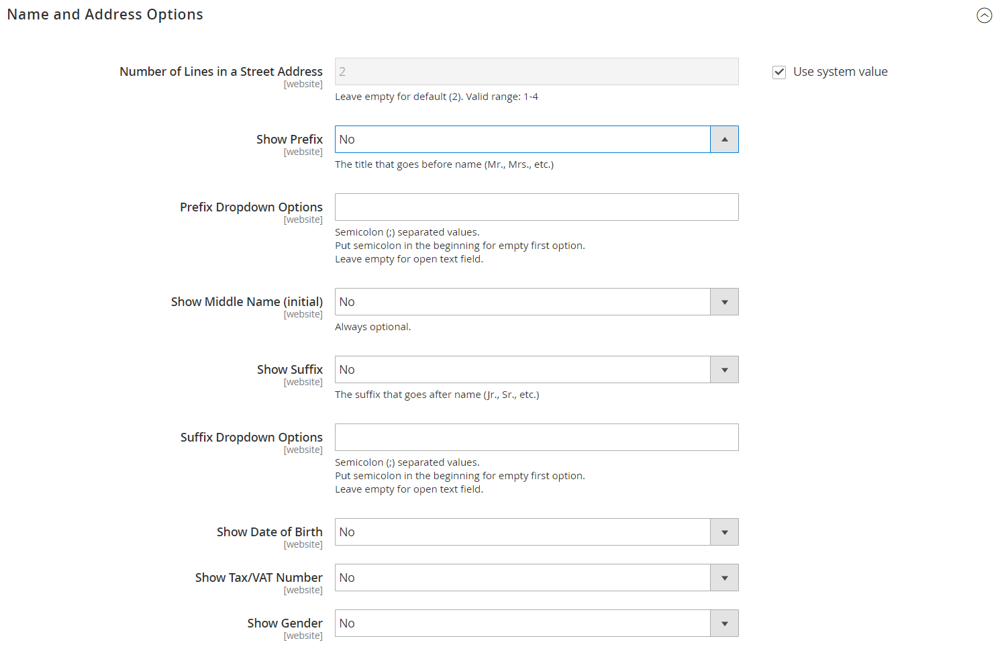 Name and Address Options
Number of Lines in a Street Address
[website]
2
Use system value
Leave empty for default (2). Valid range: 1-4
Show Prefix
[website]
No
The title that goes before name (Mr., Mrs., etc.)
Prefix Dropdown Options
[website]
Semicolon (;) separated values.
Put semicolon in the beginning for empty first option.
Leave empty for open text field.
Show Middle Name (initial)
[website]
No
Always optional.
Show Suffix
[website]
No
The suffix that goes after name (Jr., Sr., etc.)
Suffix Dropdown Options
[website]
Semicolon (;) separated values.
Put semicolon in the beginning for empty first option.
Leave empty for open text field.
Show Date of Birth
[website]
No
Show Tax/VAT Number
[website]
No
Show Gender
[website]
No